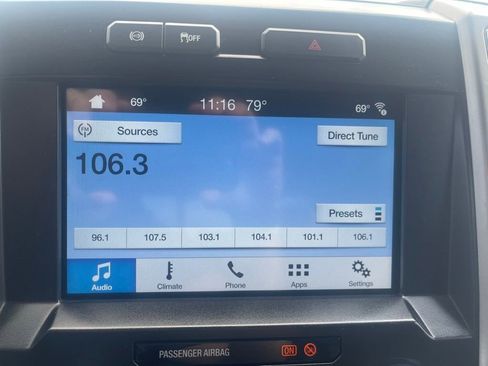 OFF
69° 11:16 79° 69°
FM Sources Direct Tune
106.3
Presets
96.1 107.5 103.1 104.1 101.1 106.1
Audio Climate Phone Apps Settings
PASSENGER AIRBAG ON